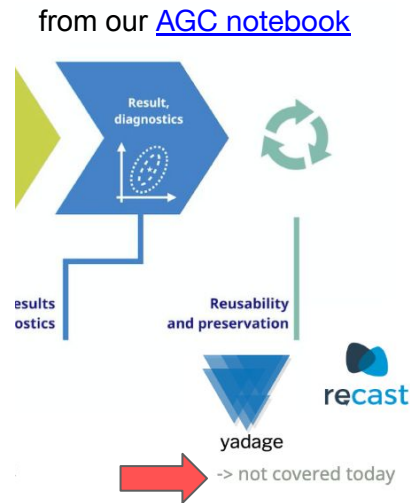 from our AGC notebook
Result,
diagnostics
esults
ostics
Reusability
and preservation
recast
yadage
-> not covered today